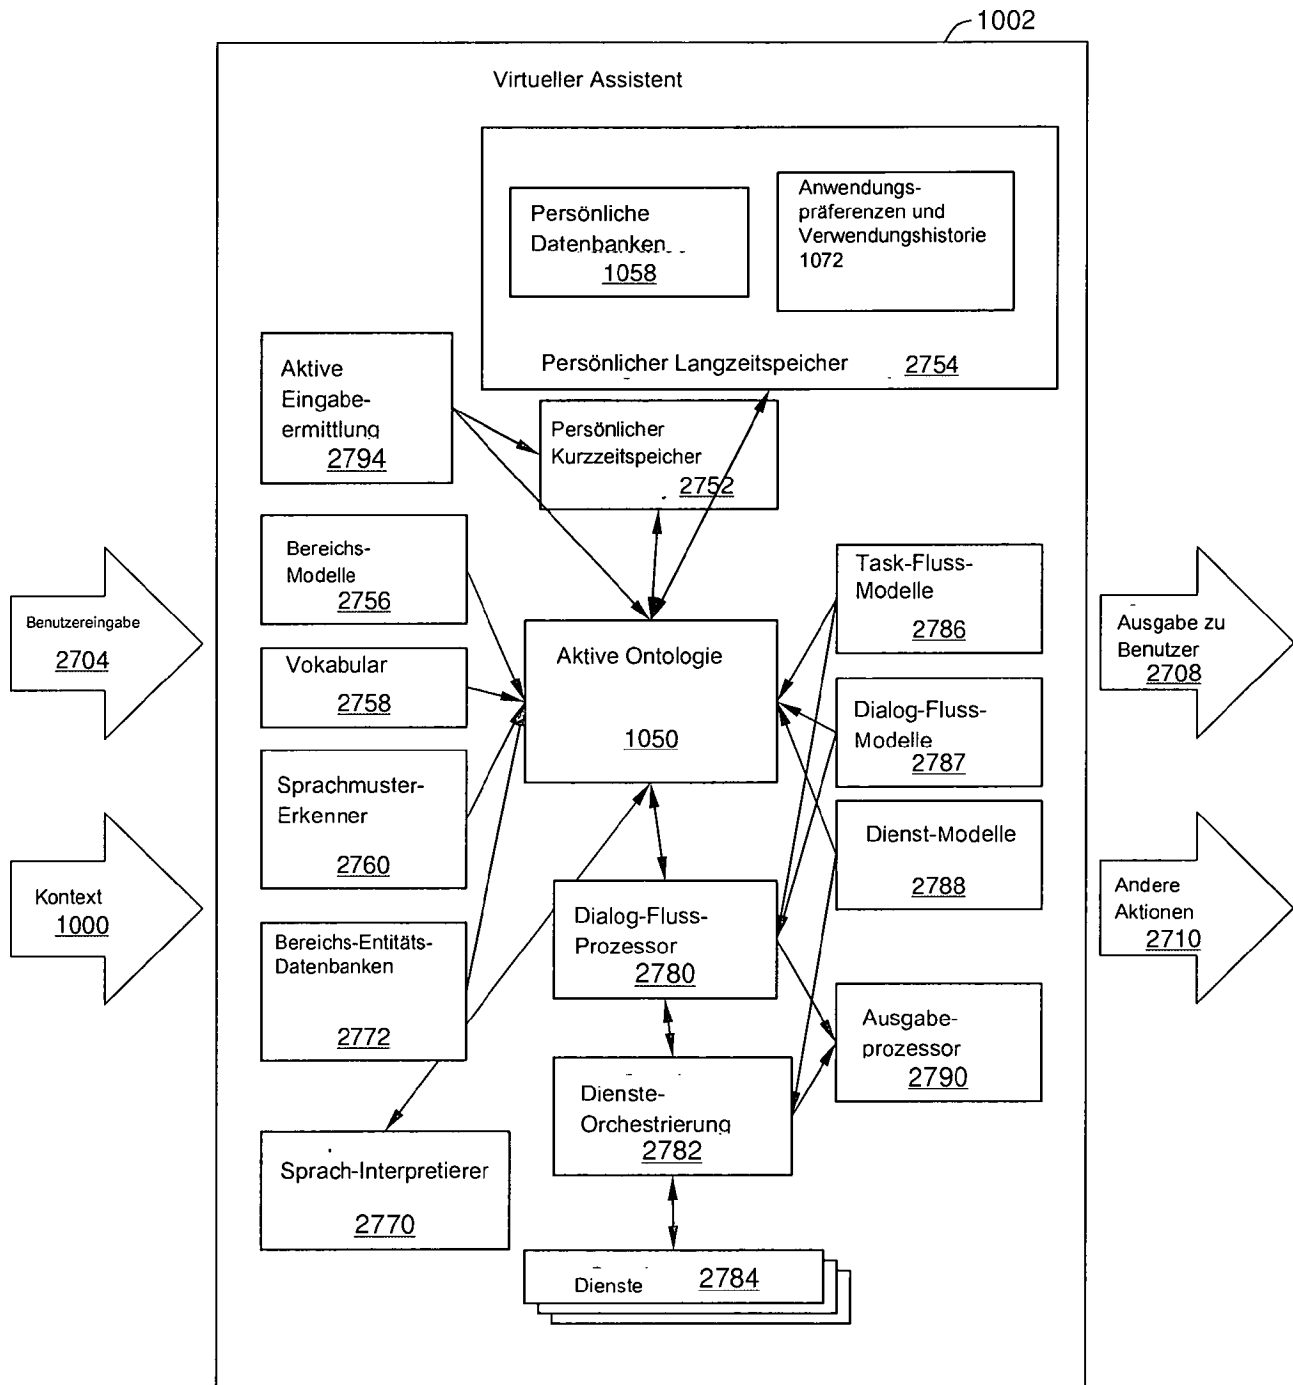 1002
Virtueller Assistent
Persönliche
Datenbanken
1058
Anwendungs-
präferenzen und
Verwendungshistorie
1072
Persönlicher Langzeitspeicher 2754
Aktive
Eingabe-
ermittlung
2794
Persönlicher
Kurzzeitspeicher
2752
Bereichs-
Modelle
2756
Task-Fluss-
Modelle
2786
Benutzereingabe
2704
Aktive Ontologie
1050
Ausgabe zu
Benutzer
2708
Vokabular
2758
Dialog-Fluss-
Modelle
2787
Sprachmuster-
Erkenner
2760
Dienst-Modelle
2788
Kontext
1000
Andere
Aktionen
2710
Dialog-Fluss-
Prozessor
2780
Bereichs-Entitäts-
Datenbanken
2772
Ausgabe-
prozessor
2790
Dienste-
Orchestrierung
2782
Sprach-Interpretierer
2770
Dienste 2784